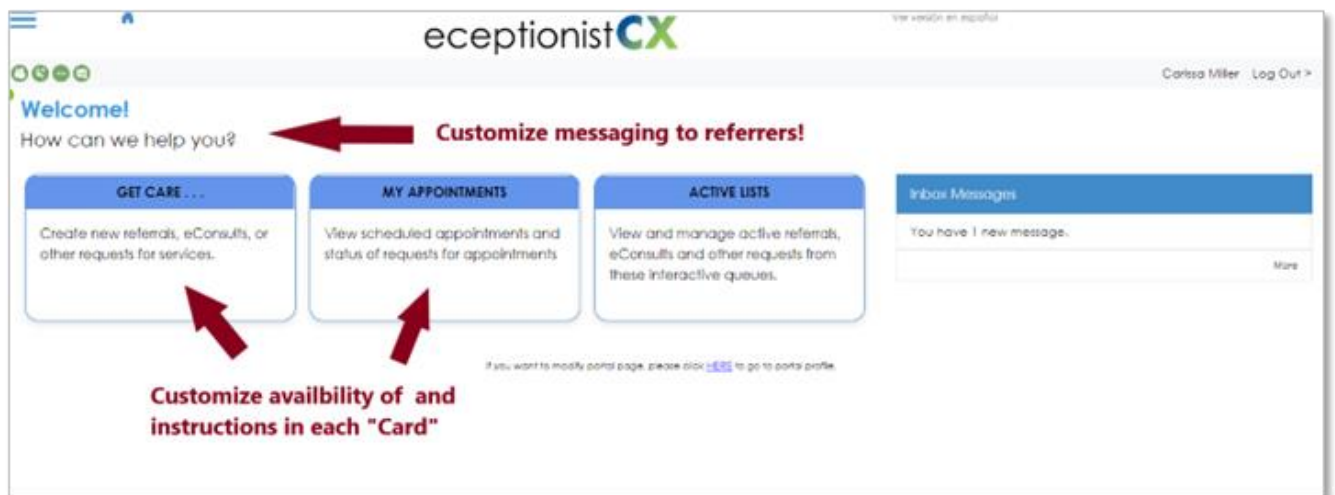 eceptionistCX
Ver versión en español
Carissa Miller Log Out >
Welcome!
How can we help you?
Customize messaging to referrers!
GET CARE . . .
Create new referrals, eConsults, or
other requests for services.
MY APPOINTMENTS
View scheduled appointments and
status of requests for appointments
ACTIVE LISTS
View and manage active referrals,
eConsults and other requests from
these interactive queues.
Inbox Messages
You have 1 new message.
More
If you want to modify portal page, please click HERE to go to portal profile.
Customize availbility of and
instructions in each "Card"